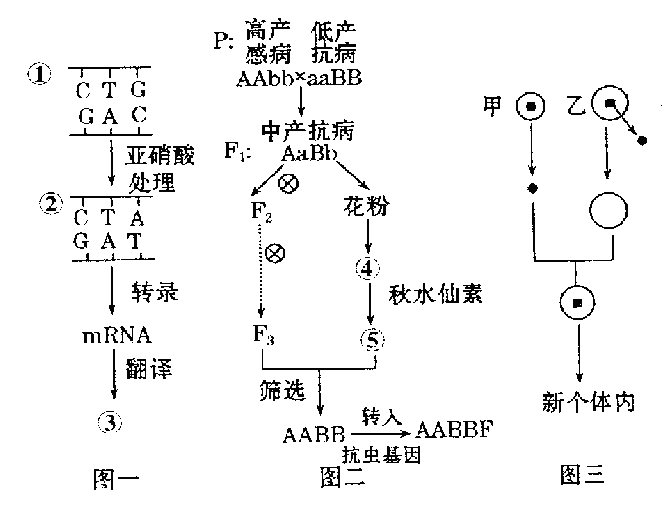 ①
C T G
G A C
亚硝酸
处理
②
C T A
G A T
转录
mRNA
翻译
③
图一
P: 高产 低产
感病 抗病
AAbb×aaBB
中产抗病
F₁: AaBb
⊗
F₂
花粉
⊗
④
秋水仙素
F₃
⑤
筛选
AABB 转入 AABBF
抗虫基因
图二
甲 乙
新个体内
图三